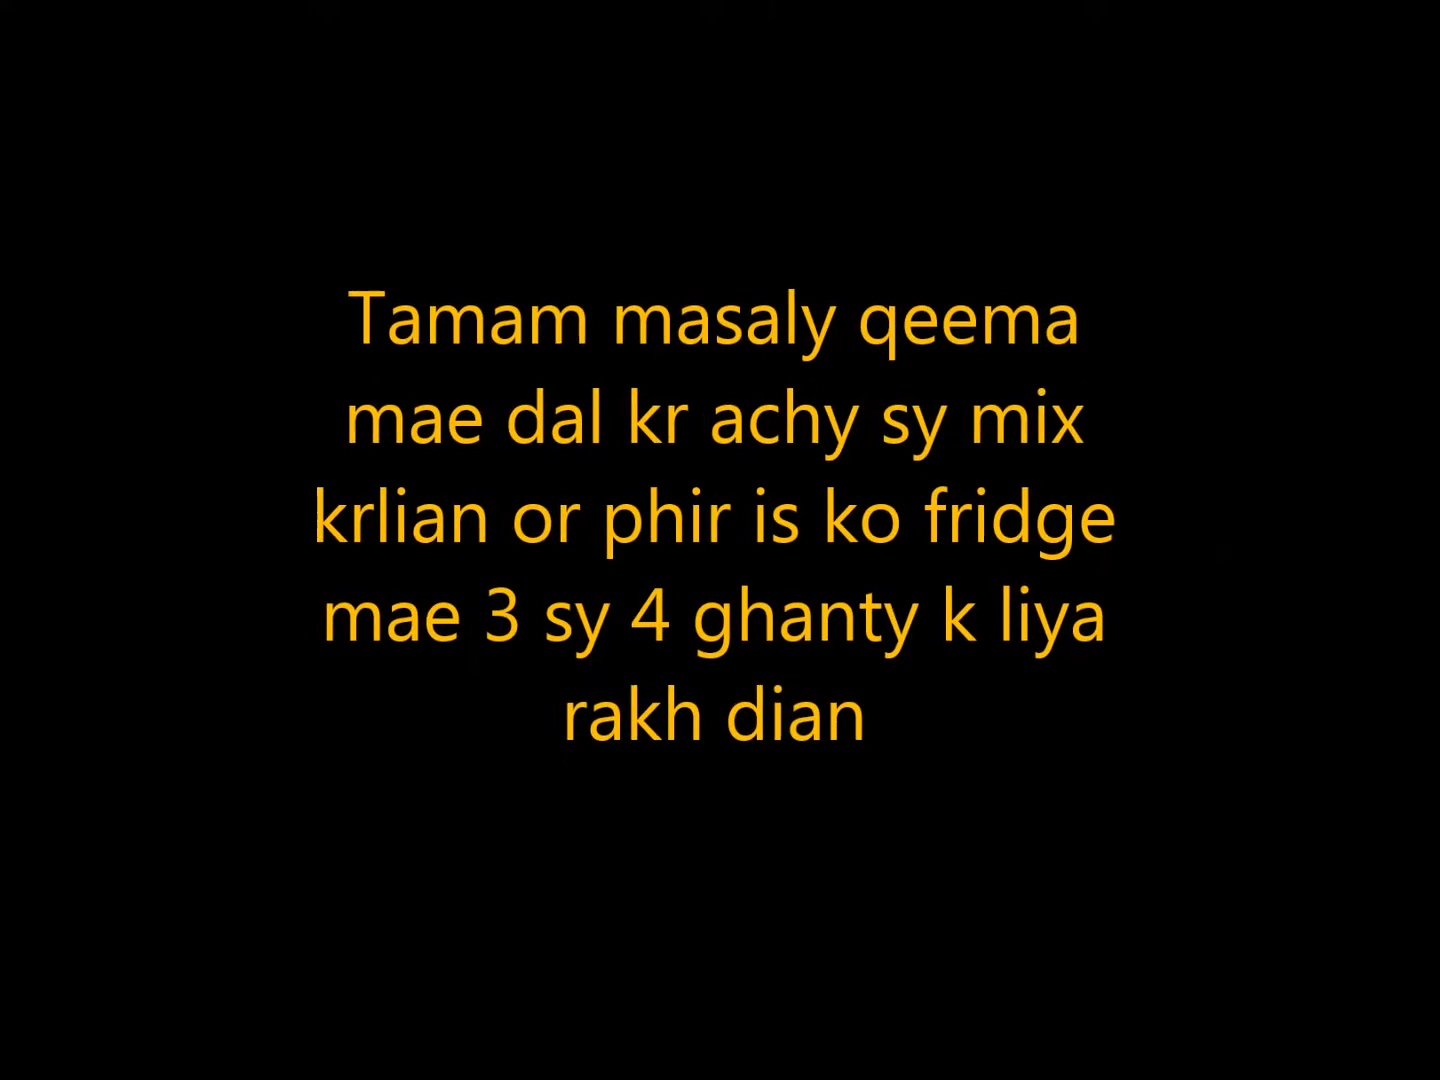 Tamam masaly qeema
mae dal kr achy sy mix
krlian or phir is ko fridge
mae 3 sy 4 ghanty k liya
rakh dian